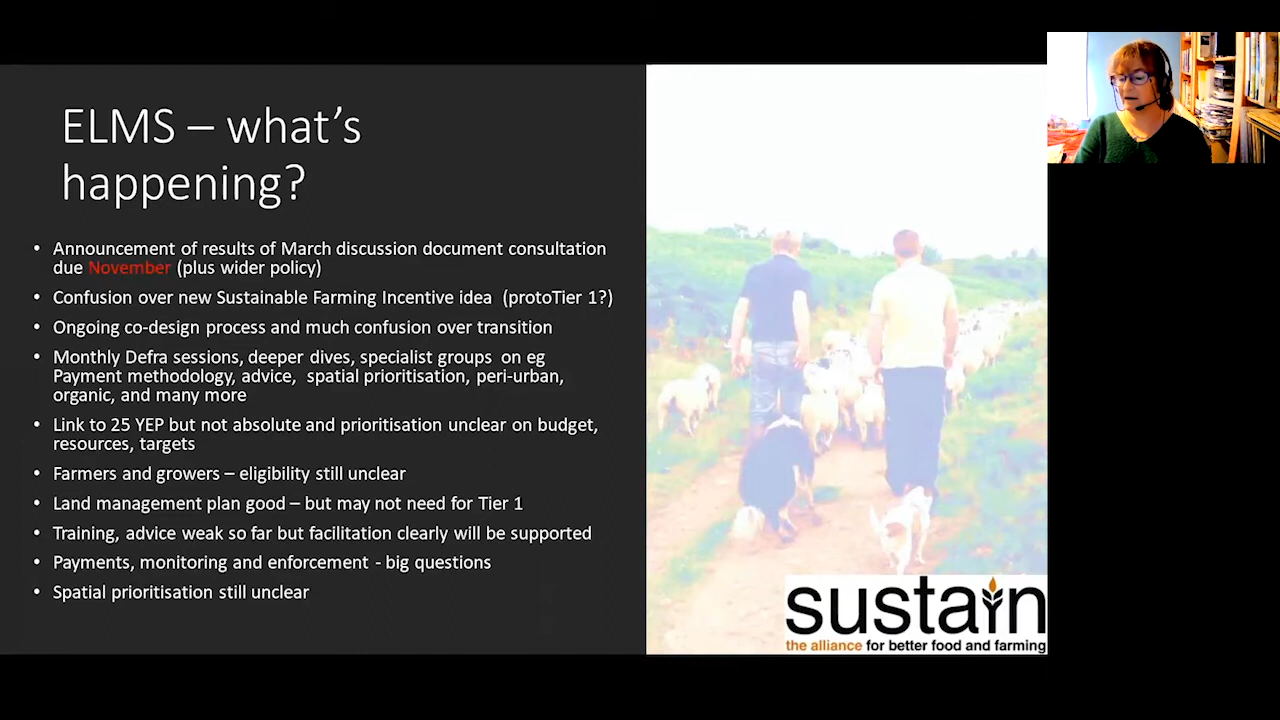 ELMS – what's
happening?
• Announcement of results of March discussion document consultation
due November (plus wider policy)
• Confusion over new Sustainable Farming Incentive idea (protoTier 1?)
• Ongoing co-design process and much confusion over transition
• Monthly Defra sessions, deeper dives, specialist groups on eg
Payment methodology, advice, spatial prioritisation, peri-urban,
organic, and many more
• Link to 25 YEP but not absolute and prioritisation unclear on budget,
resources, targets
• Farmers and growers – eligibility still unclear
• Land management plan good – but may not need for Tier 1
• Training, advice weak so far but facilitation clearly will be supported
• Payments, monitoring and enforcement - big questions
• Spatial prioritisation still unclear
sustain
the alliance for better food and farming